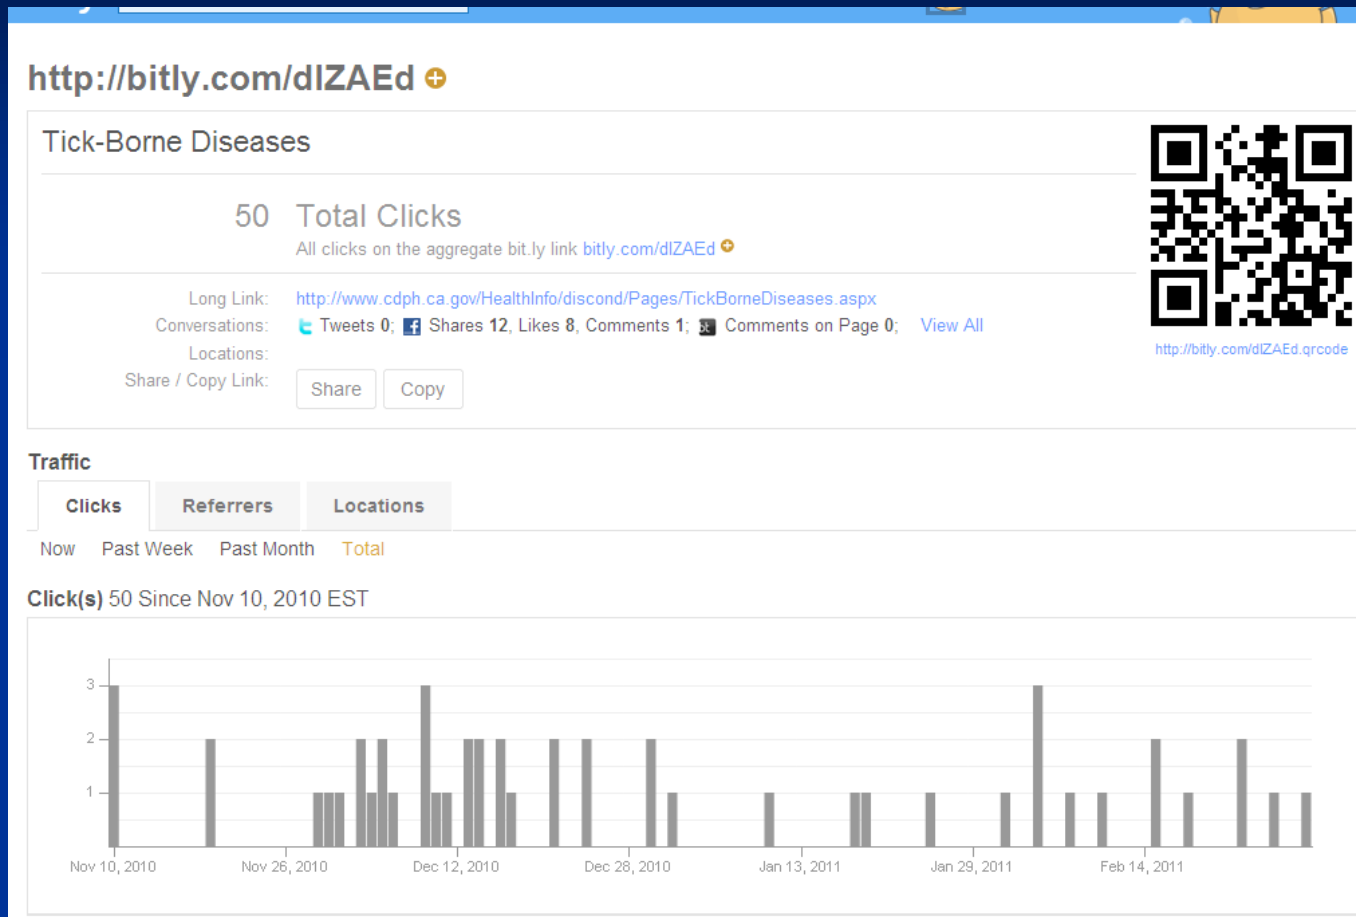 http://bitly.com/dIZAEd
Tick-Borne Diseases
50 Total Clicks
All clicks on the aggregate bit.ly link bitly.com/dIZAEd
Long Link: http://www.cdph.ca.gov/HealthInfo/discond/Pages/TickBorneDiseases.aspx
Conversations: Tweets 0; Shares 12, Likes 8, Comments 1; Comments on Page 0; View All
http://bitly.com/dIZAEd.qrcode
Locations:
Share / Copy Link: Share Copy
Traffic
Clicks Referrers Locations
Now Past Week Past Month Total
Click(s) 50 Since Nov 10, 2010 EST
3
2
1
Nov 10, 2010 Nov 26, 2010 Dec 12, 2010 Dec 28, 2010 Jan 13, 2011 Jan 29, 2011 Feb 14, 2011